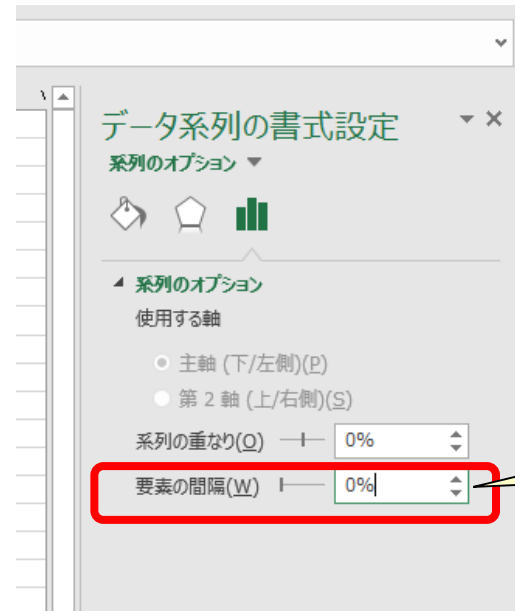 データ系列の書式設定
系列のオプション
系列のオプション
使用する軸
主軸 (下/左側)(P)
第 2 軸 (上/右側)(S)
系列の重なり(O) 0%
要素の間隔(W) 0%